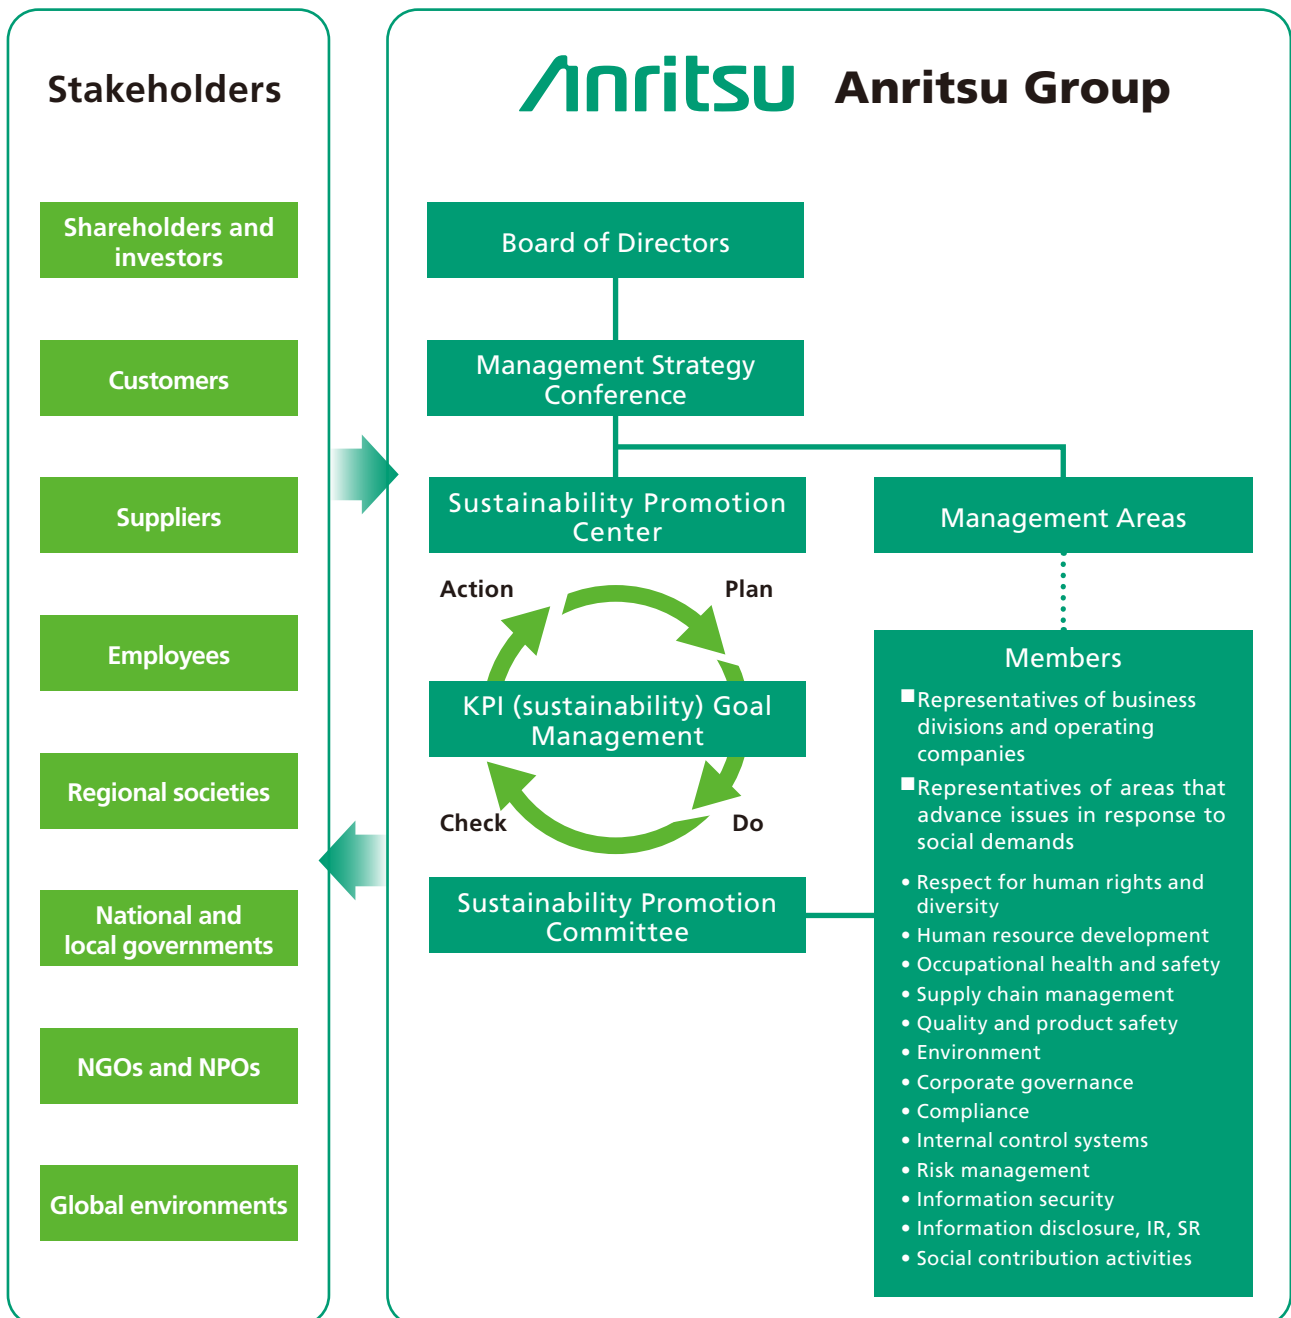 Stakeholders
Shareholders and
investors
Customers
Suppliers
Employees
Regional societies
National and
local governments
NGOs and NPOs
Global environments
Anritsu Anritsu Group
Board of Directors
Management Strategy
Conference
Sustainability Promotion
Center
Management Areas
Action
Plan
KPI (sustainability) Goal
Management
Check
Do
Sustainability Promotion
Committee
Members
■Representatives of business
divisions and operating
companies
■Representatives of areas that
advance issues in response to
social demands
• Respect for human rights and
diversity
• Human resource development
• Occupational health and safety
• Supply chain management
• Quality and product safety
• Environment
• Corporate governance
• Compliance
• Internal control systems
• Risk management
• Information security
• Information disclosure, IR, SR
• Social contribution activities